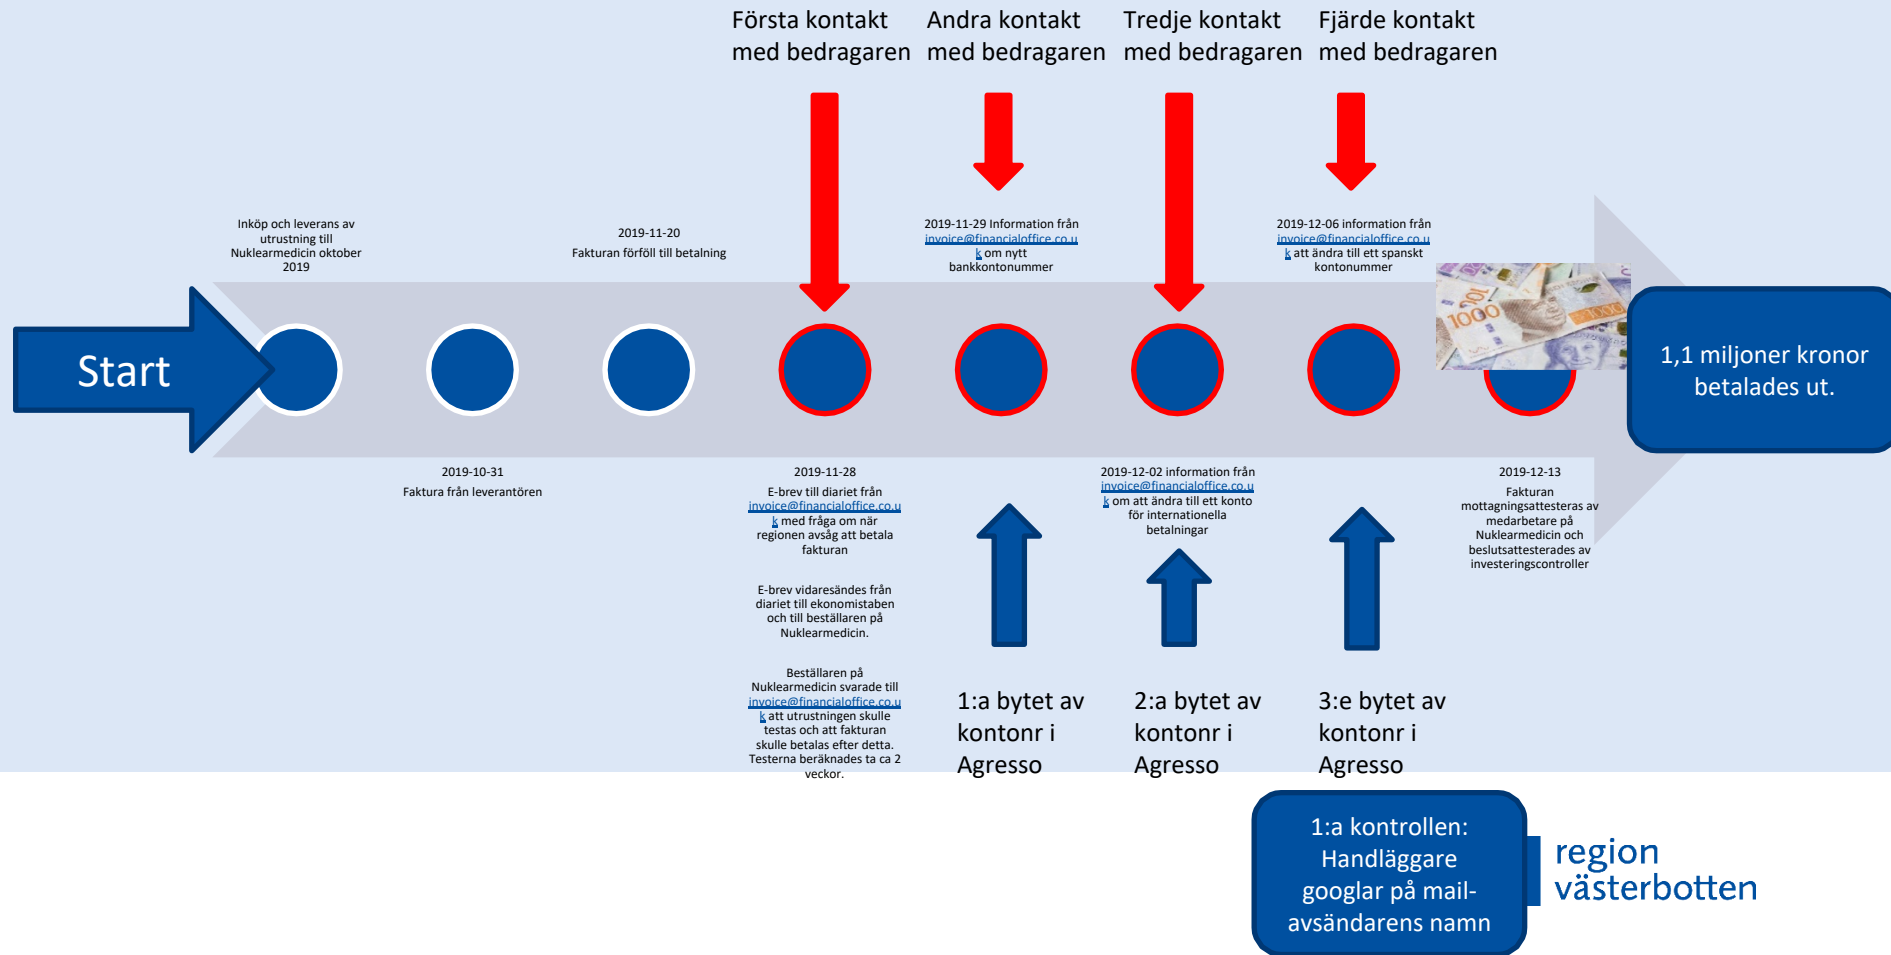 Första kontakt
med bedragaren
Andra kontakt
med bedragaren
Tredje kontakt
med bedragaren
Fjärde kontakt
med bedragaren
Inköp och leverans av
utrustning till
Nuklearmedicin oktober
2019
2019-11-20
Fakturan förföll till betalning
2019-11-29 Information från
invoice@financialoffice.co.u
k om nytt
bankkontonummer
2019-12-06 information från
invoice@financialoffice.co.u
k att ändra till ett spanskt
kontonummer
Start
1000
1000
1,1 miljoner kronor
betalades ut.
2019-10-31
Faktura från leverantören
2019-11-28
E-brev till diariet från
invoice@financialoffice.co.u
k med fråga om när
regionen avsåg att betala
fakturan
E-brev vidaresändes från
diariet till ekonomistaben
och till beställaren på
Nuklearmedicin.
Beställaren på
Nuklearmedicin svarade till
invoice@financialoffice.co.u
k att utrustningen skulle
testas och att fakturan
skulle betalas efter detta.
Testerna beräknades ta ca 2
veckor.
2019-12-02 information från
invoice@financialoffice.co.u
k om att ändra till ett konto
för internationella
betalningar
2019-12-13
Fakturan
mottagningsattesteras av
medarbetare på
Nuklearmedicin och
beslutsattesterades av
investeringscontroller
1:a bytet av
kontonr i
Agresso
2:a bytet av
kontonr i
Agresso
3:e bytet av
kontonr i
Agresso
1:a kontrollen:
Handläggare
googlar på mail-
avsändarens namn
region
västerbotten